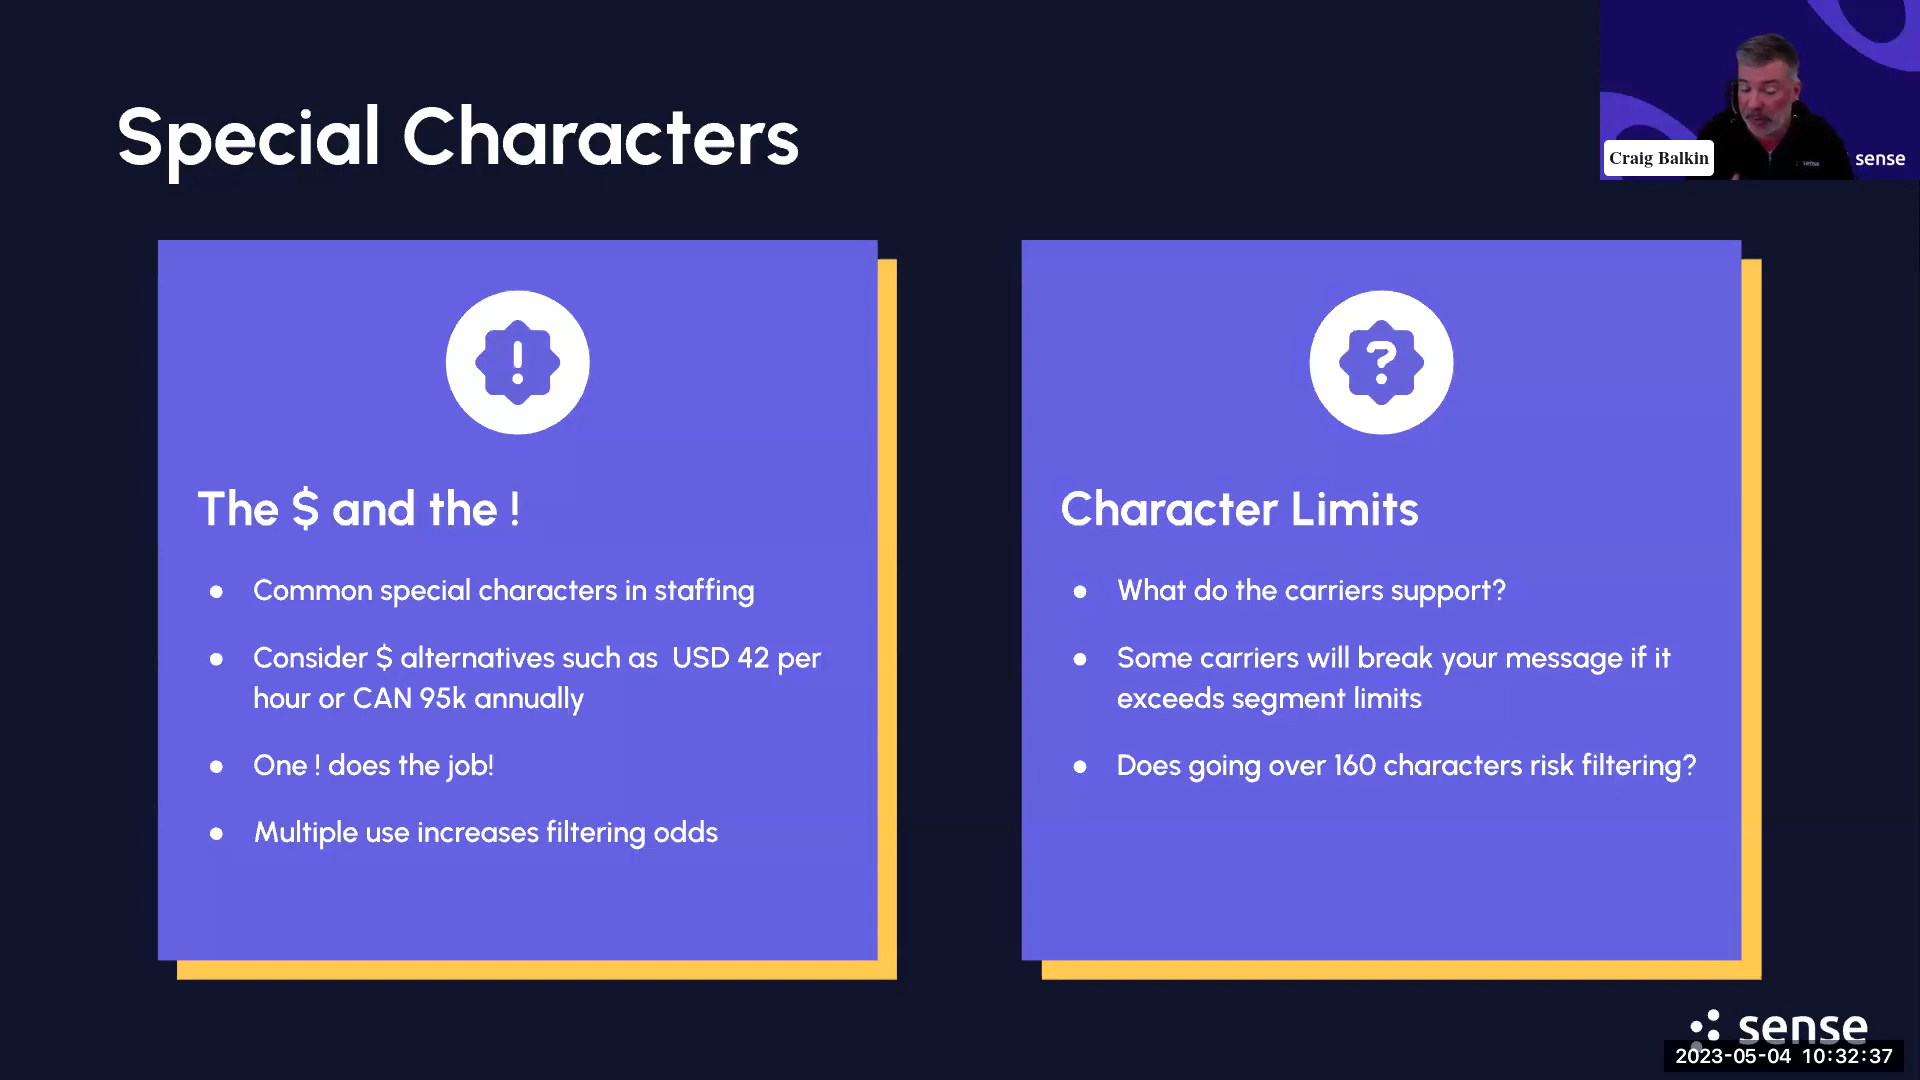 Special Characters
Craig Balkin
sense
sense
!
?
The $ and the !
● Common special characters in staffing
● Consider $ alternatives such as  USD 42 per
hour or CAN 95k annually
● One ! does the job!
● Multiple use increases filtering odds
Character Limits
● What do the carriers support?
● Some carriers will break your message if it
exceeds segment limits
● Does going over 160 characters risk filtering?
sense
2023-05-04 10:32:37